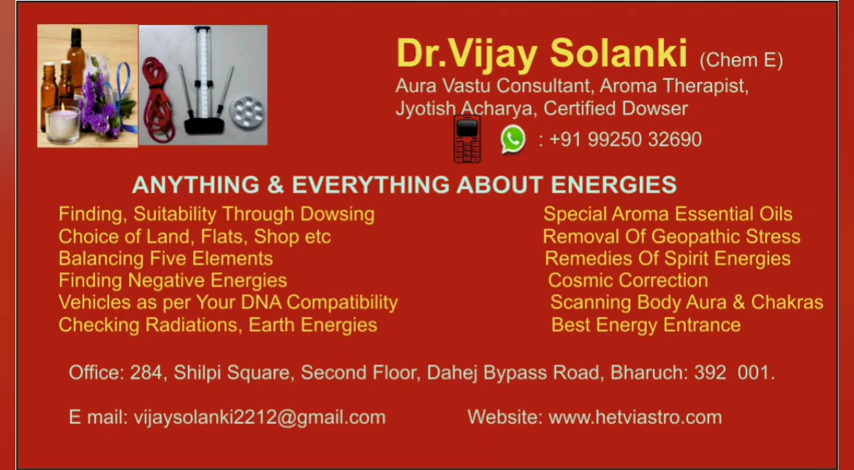 Dr.Vijay Solanki (Chem E)
Aura Vastu Consultant, Aroma Therapist,
Jyotish Acharya, Certified Dowser
: +91 99250 32690
ANYTHING & EVERYTHING ABOUT ENERGIES
Finding, Suitability Through Dowsing
Choice of Land, Flats, Shop etc
Balancing Five Elements
Finding Negative Energies
Vehicles as per Your DNA Compatibility
Checking Radiations, Earth Energies
Special Aroma Essential Oils
Removal Of Geopathic Stress
Remedies Of Spirit Energies
Cosmic Correction
Scanning Body Aura & Chakras
Best Energy Entrance
Office: 284, Shilpi Square, Second Floor, Dahej Bypass Road, Bharuch: 392 001.
E mail: vijaysolanki2212@gmail.com
Website: www.hetviastro.com